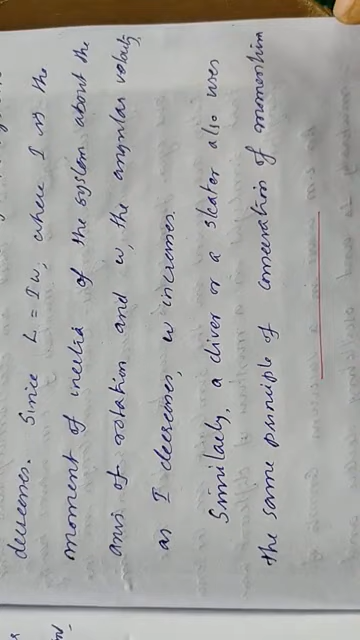 decreases. Since L = Iω, where I is the
moment of inertia of the system about the
axis of rotation and ω, the angular velocity
as I decreases, ω increases.
Similarly, a diver or a skater also uses
the same principle of conservation of momentum